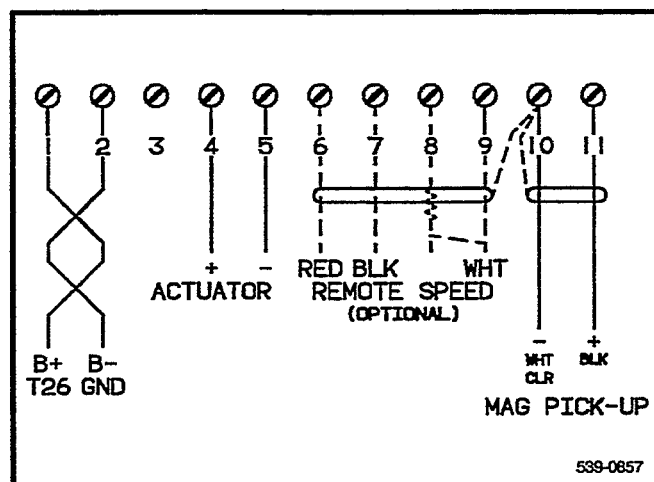 1 2 3 4 5 6 7 8 9 10 11
+ -
RED BLK WHT
ACTUATOR REMOTE SPEED
(OPTIONAL)
- +
B+ B- WHT BLK
T26 GND CLR
MAG PICK-UP
539-0857